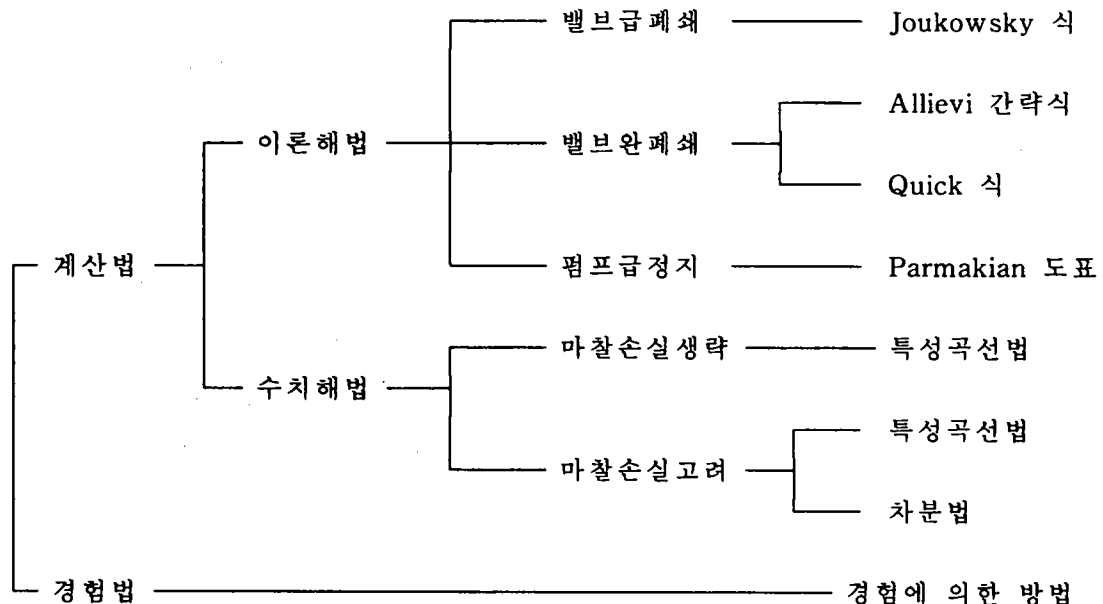 밸브급폐쇄 Joukowsky 식
Allievi 간략식
이론해법 밸브완폐쇄
Quick 식
계산법 펌프급정지 Parmakian 도표
마찰손실생략 특성곡선법
수치해법
특성곡선법
마찰손실고려
차분법
경험법 경험에 의한 방법